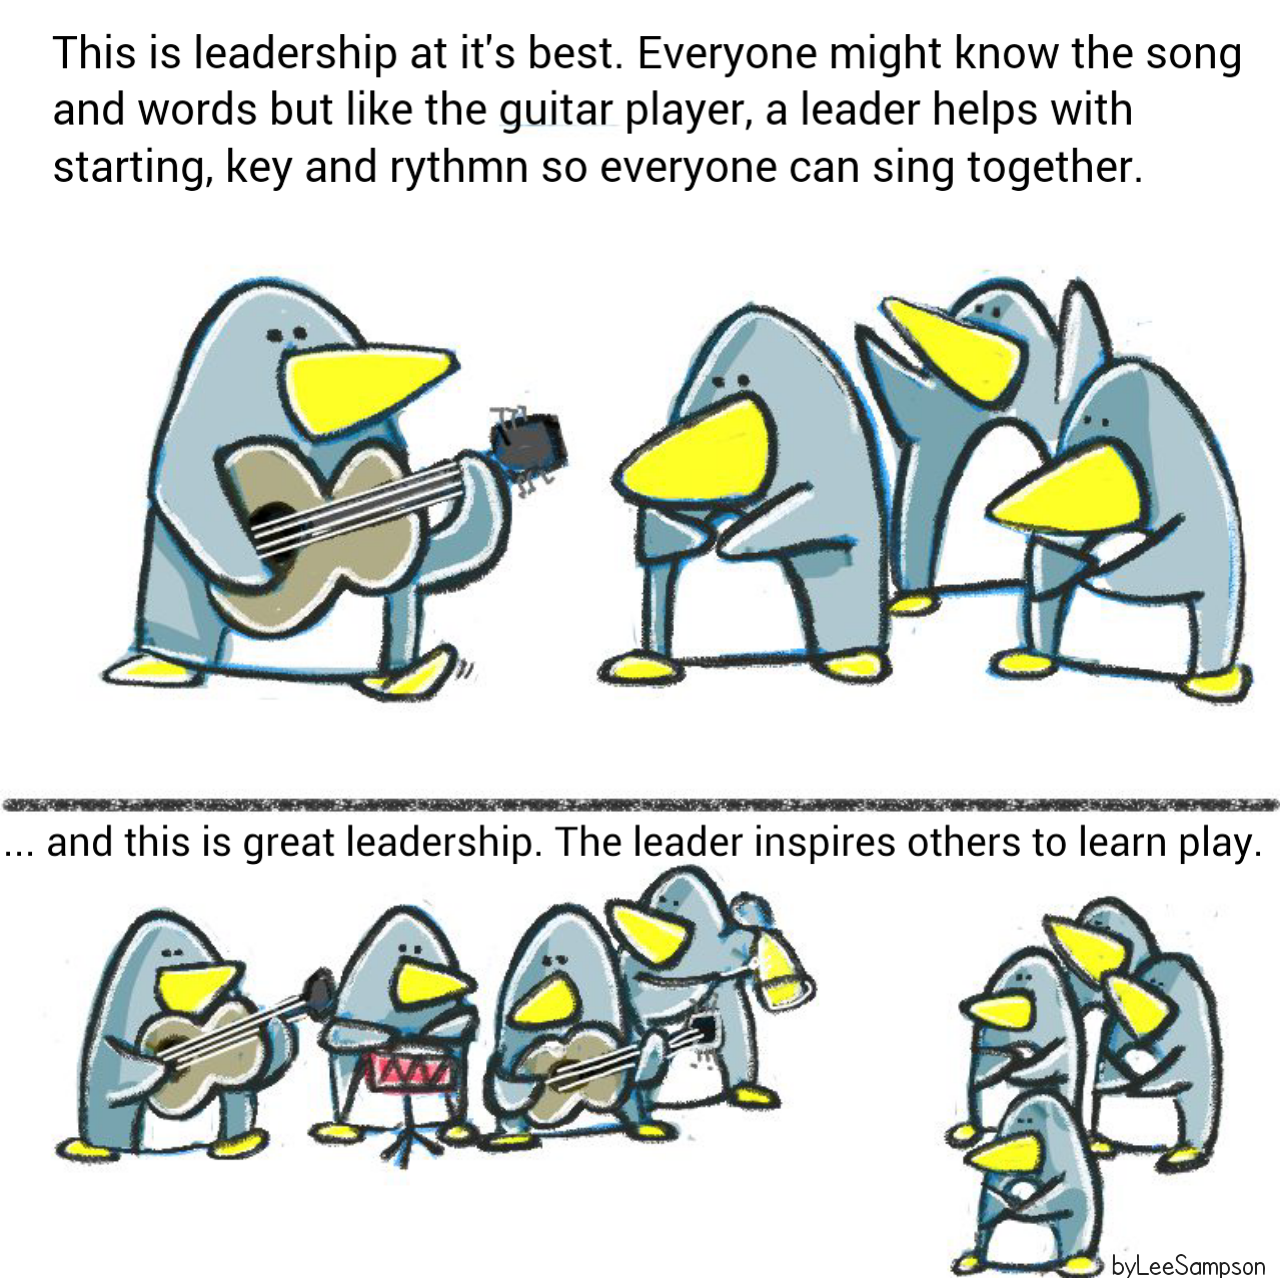 This is leadership at it's best. Everyone might know the song
and words but like the guitar player, a leader helps with
starting, key and rythmn so everyone can sing together.
... and this is great leadership. The leader inspires others to learn play.
byLeeSampson